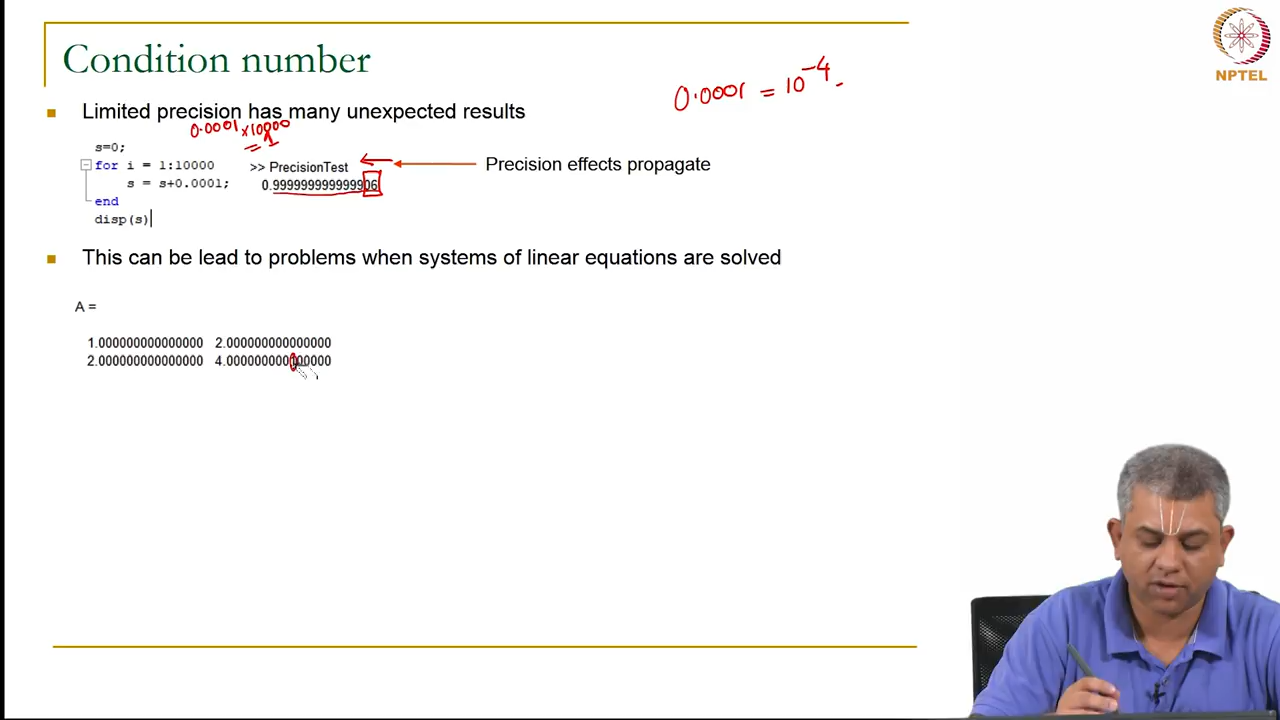 Condition number
NPTEL
0.0001 = 10-4
Limited precision has many unexpected results
0.0001 x 10000
= 1
s=0;
for i = 1:10000
s = s+0.0001;
end
disp(s)
>> PrecisionTest
0.99999999999990​6
Precision effects propagate
This can be lead to problems when systems of linear equations are solved
A =
1.000000000000000 2.000000000000000
2.000000000000000 4.000000000000000